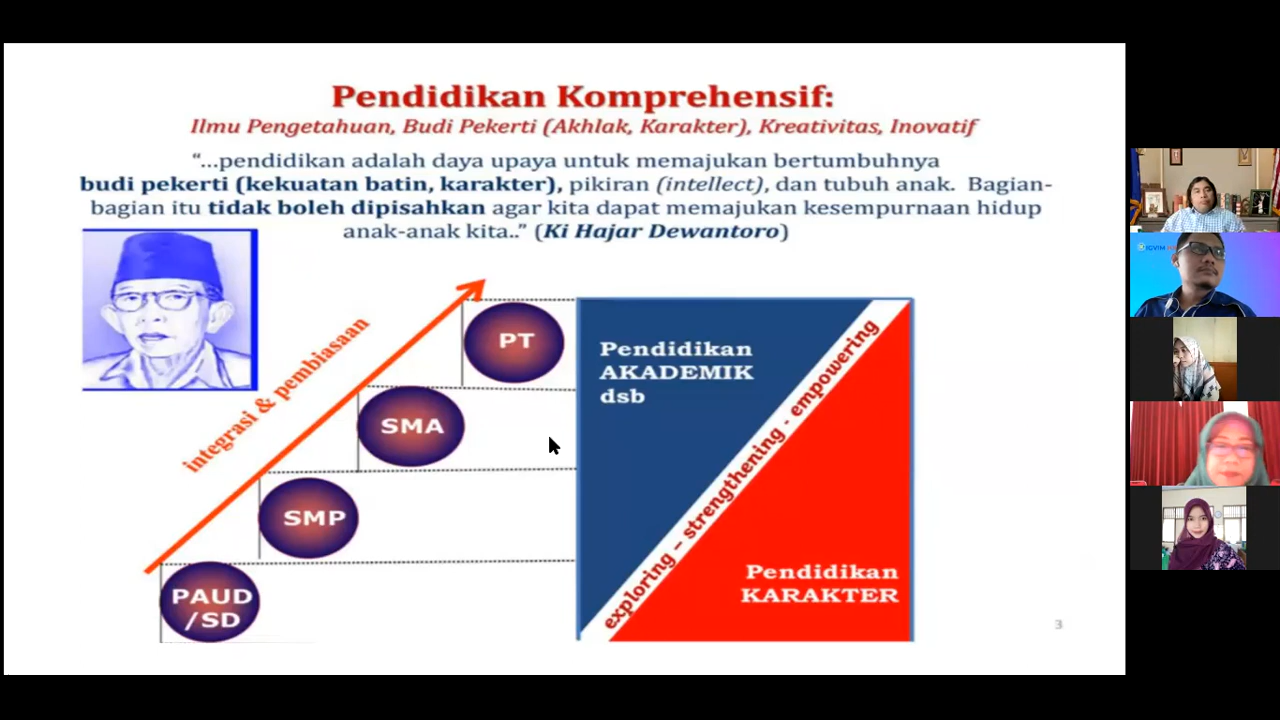 Pendidikan Komprehensif:
Ilmu Pengetahuan, Budi Pekerti (Akhlak, Karakter), Kreativitas, Inovatif
“...pendidikan adalah daya upaya untuk memajukan bertumbuhnya
budi pekerti (kekuatan batin, karakter), pikiran (intellect), dan tubuh anak. Bagian-
bagian itu tidak boleh dipisahkan agar kita dapat memajukan kesempurnaan hidup
anak-anak kita..” (Ki Hajar Dewantoro)
integrasi & pembiasaan
PT
SMA
SMP
PAUD
/SD
Pendidikan
AKADEMIK
dsb
exploring – strengthening - empowering
Pendidikan
KARAKTER
3